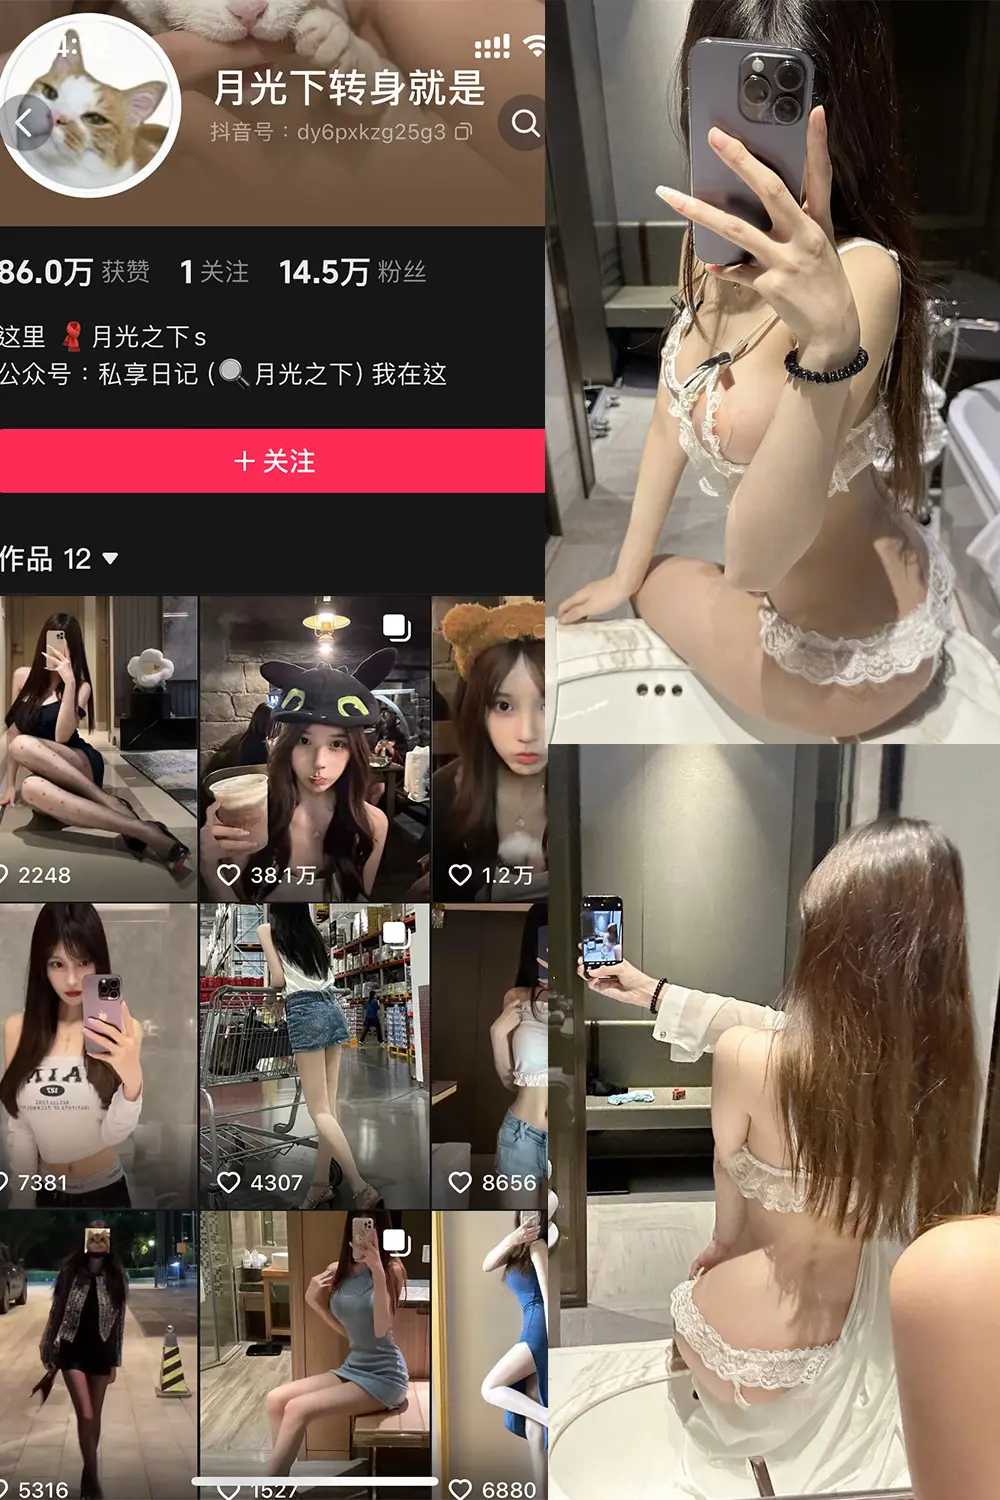 月光下转身就是
抖音号：dy6pxkzg25g3
86.0万 获赞 1 关注 14.5万 粉丝
这里 月光之下s
公众号：私享日记 (月光之下) 我在这
+ 关注
作品 12
2248
38.1万
1.2万
7381
4307
8656
5316
1527
6880